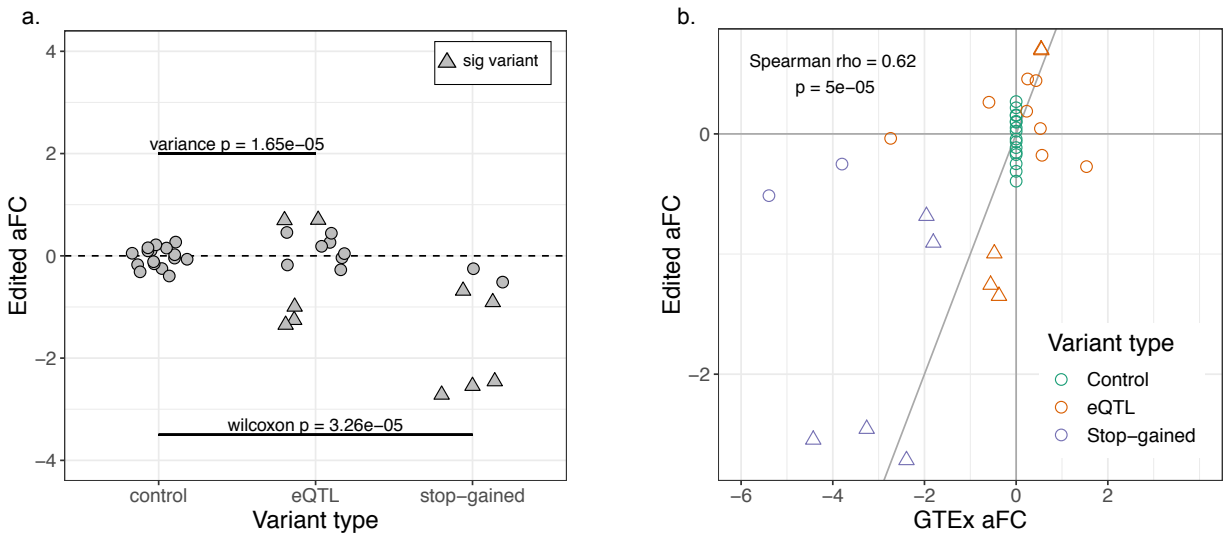 a.
4
2
0
−2
−4
Edited aFC
sig variant
variance p = 1.65e−05
wilcoxon p = 3.26e−05
control
eQTL
stop−gained
Variant type
b.
0
−2
Edited aFC
Spearman rho = 0.62
p = 5e−05
Variant type
Control
eQTL
Stop−gained
−6
−4
−2
0
2
GTEx aFC